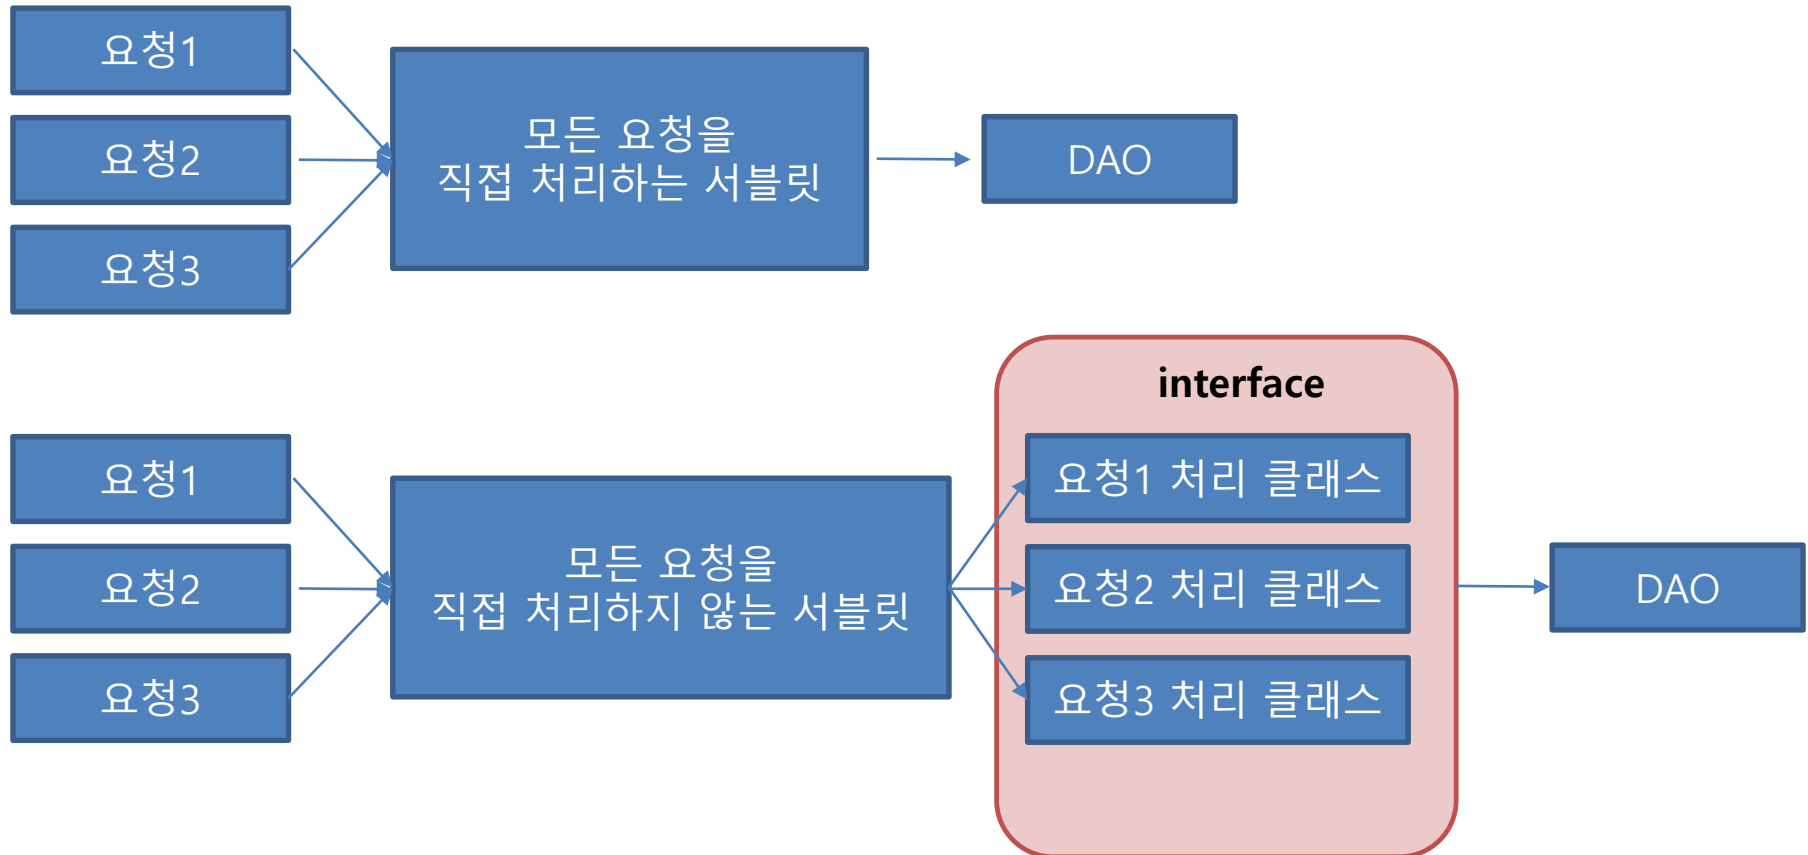 요청1
요청2
요청3
모든 요청을
직접 처리하는 서블릿
DAO
요청1
요청2
요청3
모든 요청을
직접 처리하지 않는 서블릿
interface
요청1 처리 클래스
요청2 처리 클래스
요청3 처리 클래스
DAO